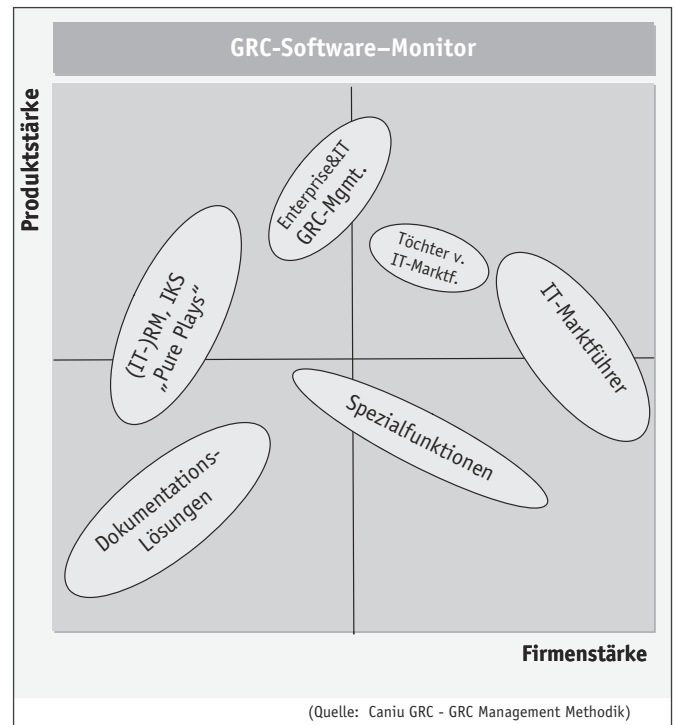 GRC-Software–Monitor
Produktstärke
Enterprise&IT
GRC-Mgmt.
Töchter v.
IT-Marktf.
(IT-)RM, IKS
„Pure Plays“
IT-Marktführer
Spezialfunktionen
Dokumentations-
Lösungen
Firmenstärke
(Quelle: Caniu GRC - GRC Management Methodik)